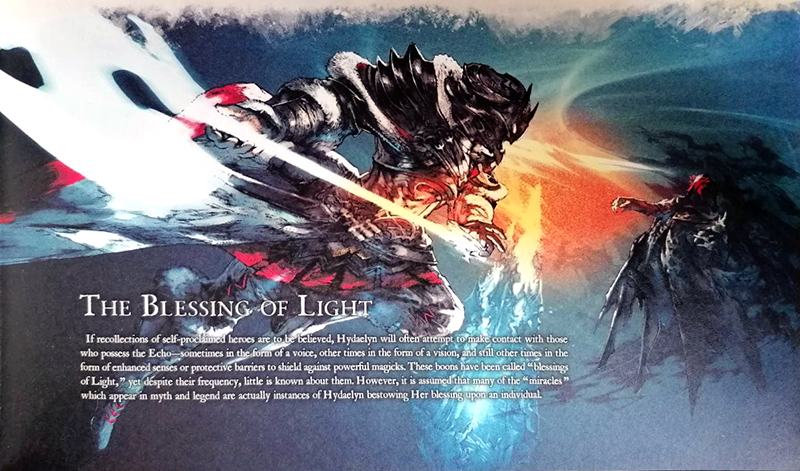 The Blessing of Light
If recollections of self-proclaimed heroes are to be believed, Hydaelyn will often attempt to make contact with those
who possess the Echo—sometimes in the form of a voice, other times in the form of a vision, and still other times in the
form of enhanced senses or protective barriers to shield against powerful magicks. These boons have been called “blessings
of Light,” yet despite their frequency, little is known about them. However, it is assumed that many of the “miracles”
which appear in myth and legend are actually instances of Hydaelyn bestowing Her blessing upon an individual.